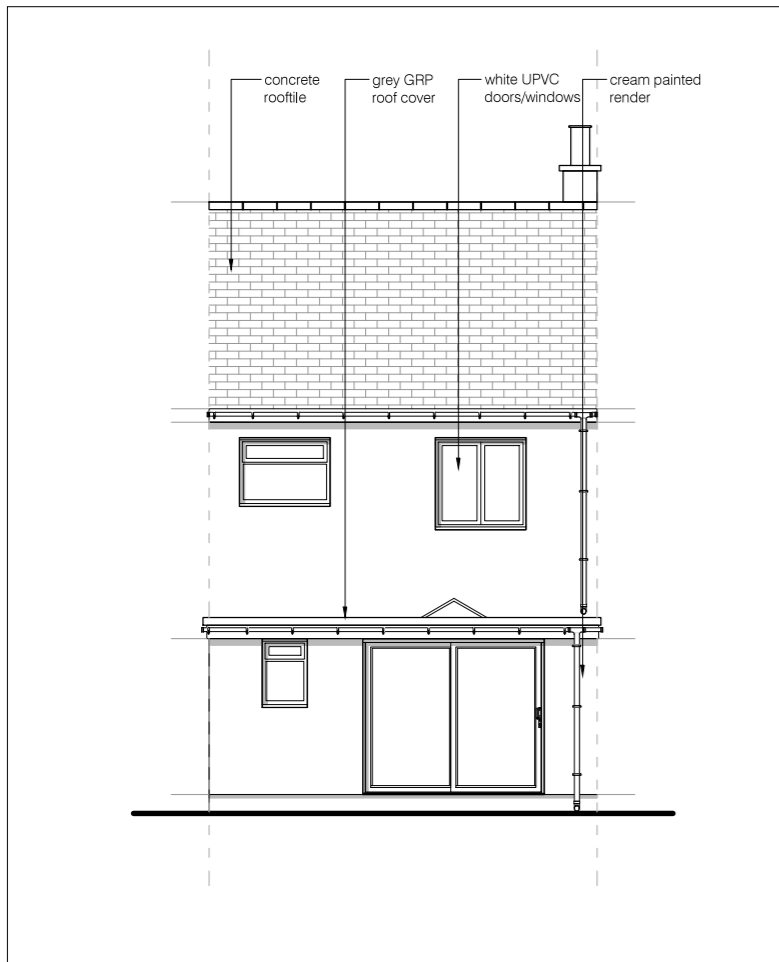 concrete
rooftile
grey GRP
roof cover
white UPVC
doors/windows
cream painted
render